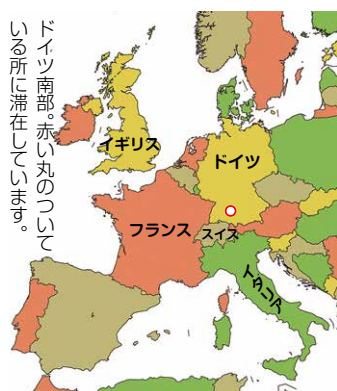 ドイツ南部。赤い丸のついて
いる所に滞在しています。
イギリス
ドイツ
フランス
スイス
イタリア